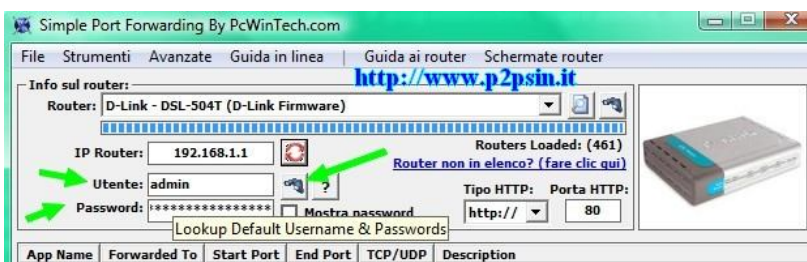 Simple Port Forwarding By PcWinTech.com
File Strumenti Avanzate Guida in linea | Guida ai router Schermate router
http://www.p2psin.it
Info sul router:
Router: D-Link - DSL-504T (D-Link Firmware)
IP Router: 192.168.1.1 Routers Loaded: (461)
Router non in elenco? (fare clic qui)
Utente: admin ? Tipo HTTP: Porta HTTP:
Password: **************** Mostra password http:// 80
Lookup Default Username & Passwords
App Name Forwarded To Start Port End Port TCP/UDP Description